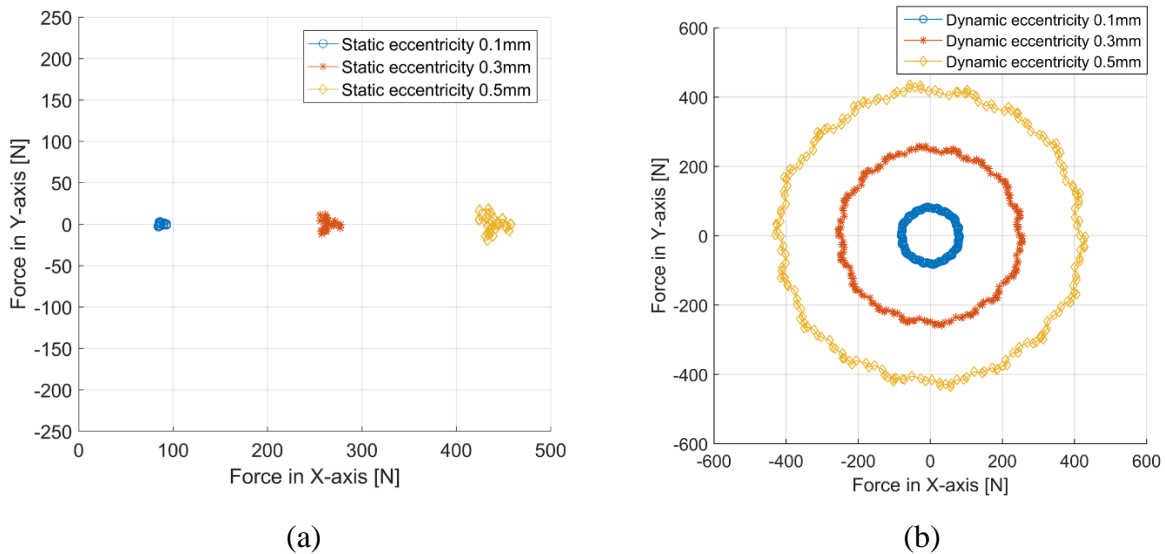 250
200
150
100
50
0
-50
-100
-150
-200
-250
Force in Y-axis [N]
0
100
200
300
400
500
Force in X-axis [N]
Static eccentricity 0.1mm
Static eccentricity 0.3mm
Static eccentricity 0.5mm
(a)
600
400
200
0
-200
-400
-600
Force in Y-axis [N]
-600
-400
-200
0
200
400
600
Force in X-axis [N]
Dynamic eccentricity 0.1mm
Dynamic eccentricity 0.3mm
Dynamic eccentricity 0.5mm
(b)